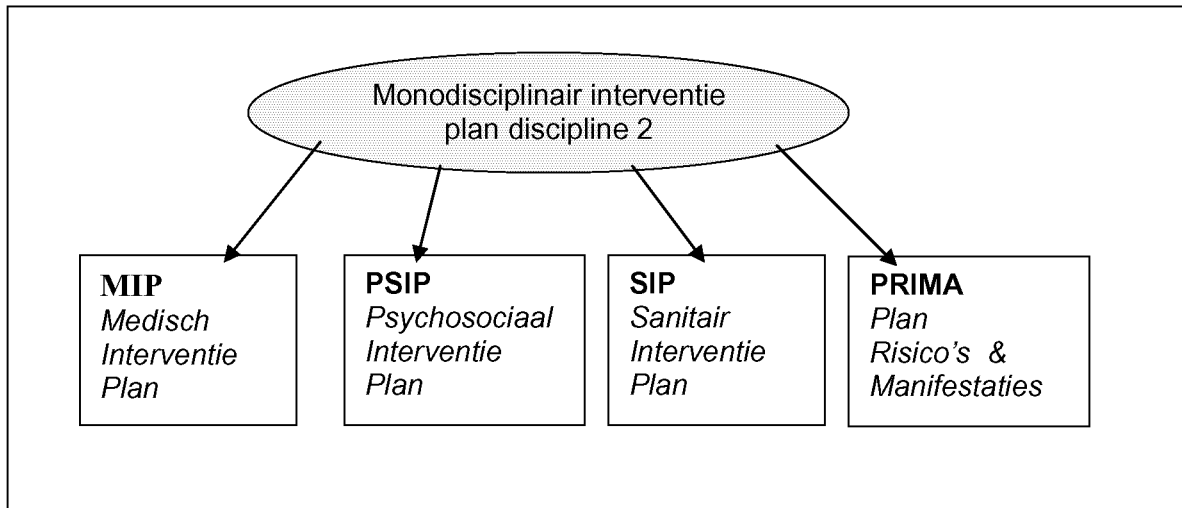 Monodisciplinair interventie
plan discipline 2
MIP
Medisch
Interventie
Plan
PSIP
Psychosociaal
Interventie
Plan
SIP
Sanitair
Interventie
Plan
PRIMA
Plan
Risico's &
Manifestaties